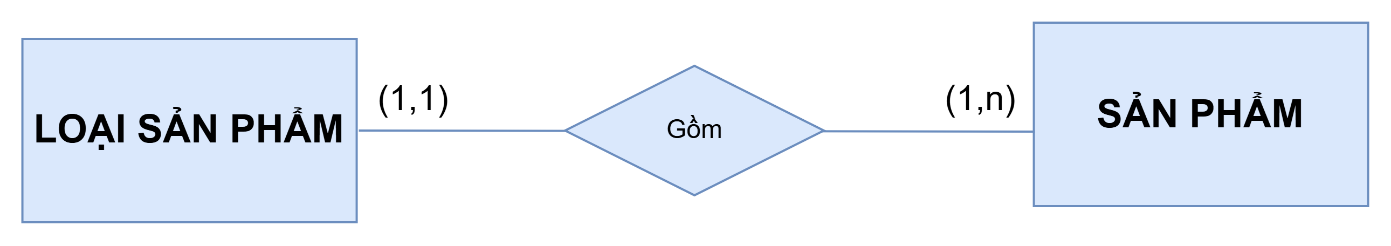 LOẠI SẢN PHẨM
(1,1)
Gồm
(1,n)
SẢN PHẨM